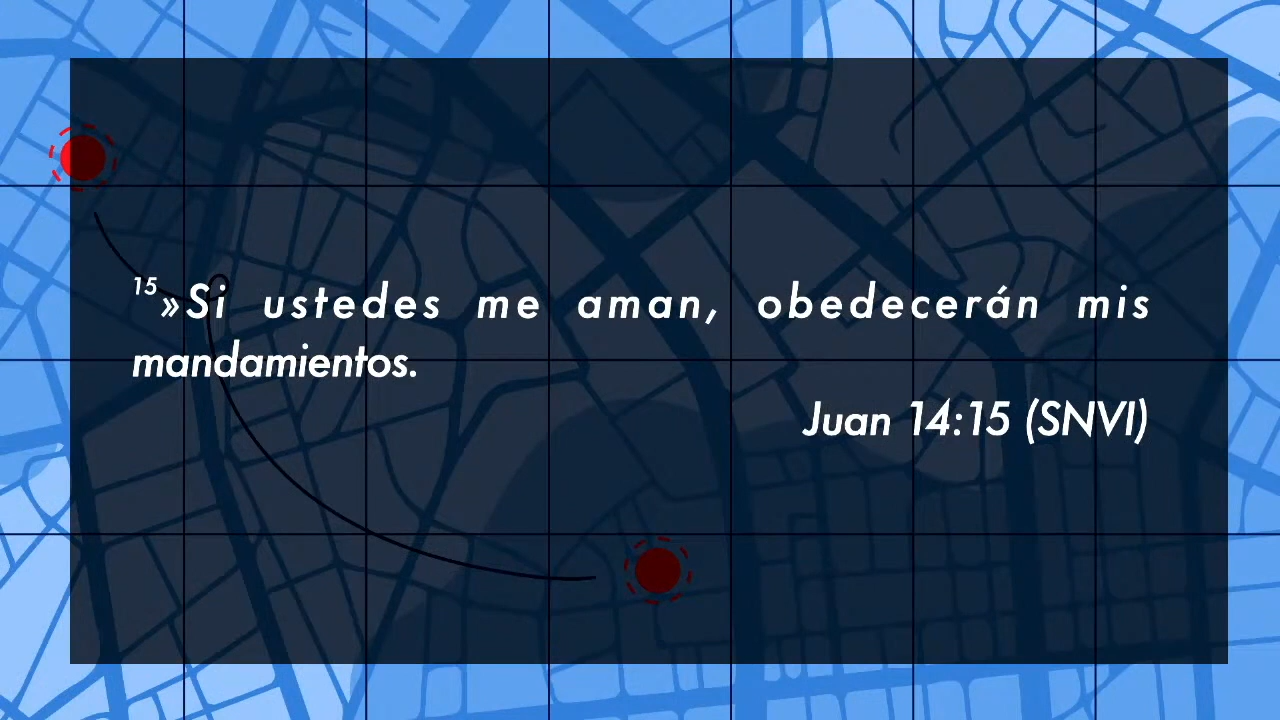 15»Si ustedes me aman, obedecerán mis
mandamientos.
Juan 14:15 (SNVI)